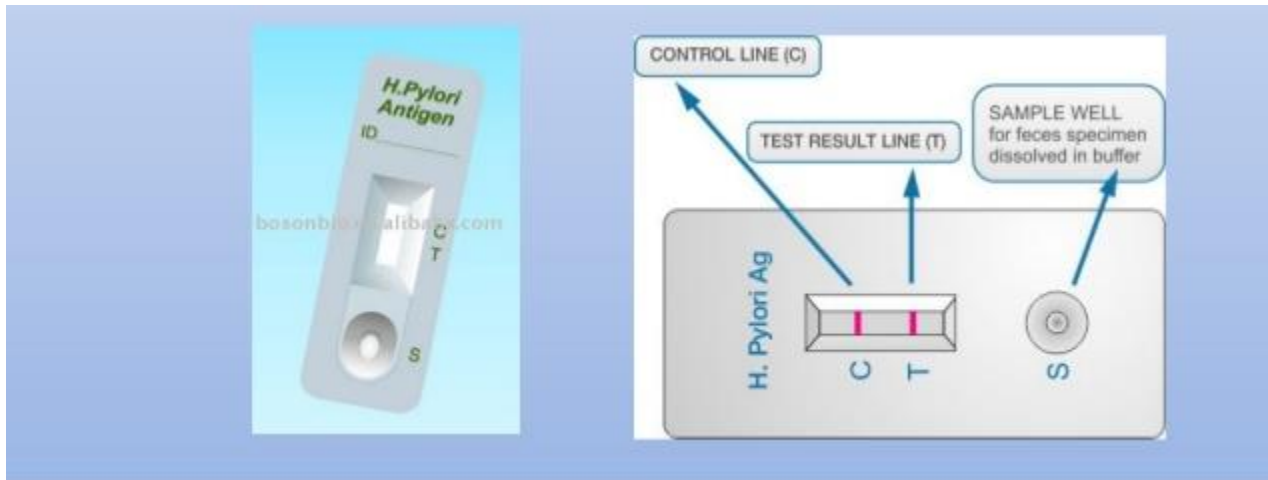 H.Pylori
Antigen
ID
C
T
S
CONTROL LINE (C)
TEST RESULT LINE (T)
SAMPLE WELL
for feces specimen
dissolved in buffer
H. Pylori Ag
C
T
S